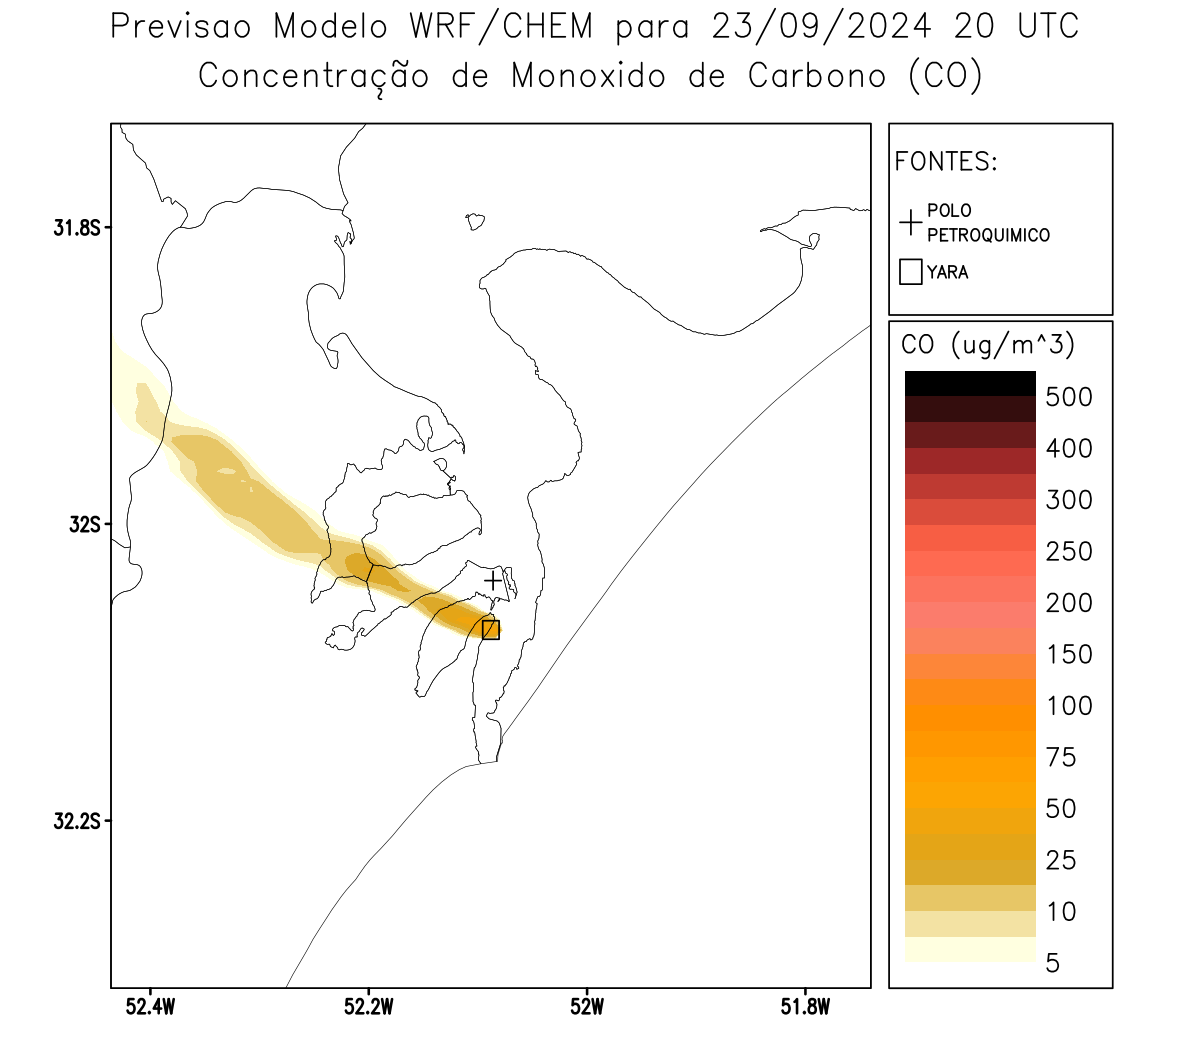 Previsao Modelo WRF/CHEM para 23/09/2024 20 UTC
Concentração de Monoxido de Carbono (CO)
FONTES:
POLO
PETROQUIMICO
YARA
CO (ug/m^3)
500
400
300
250
200
150
100
75
50
25
10
5
31.8S
32S
32.2S
52.4W
52.2W
52W
51.8W